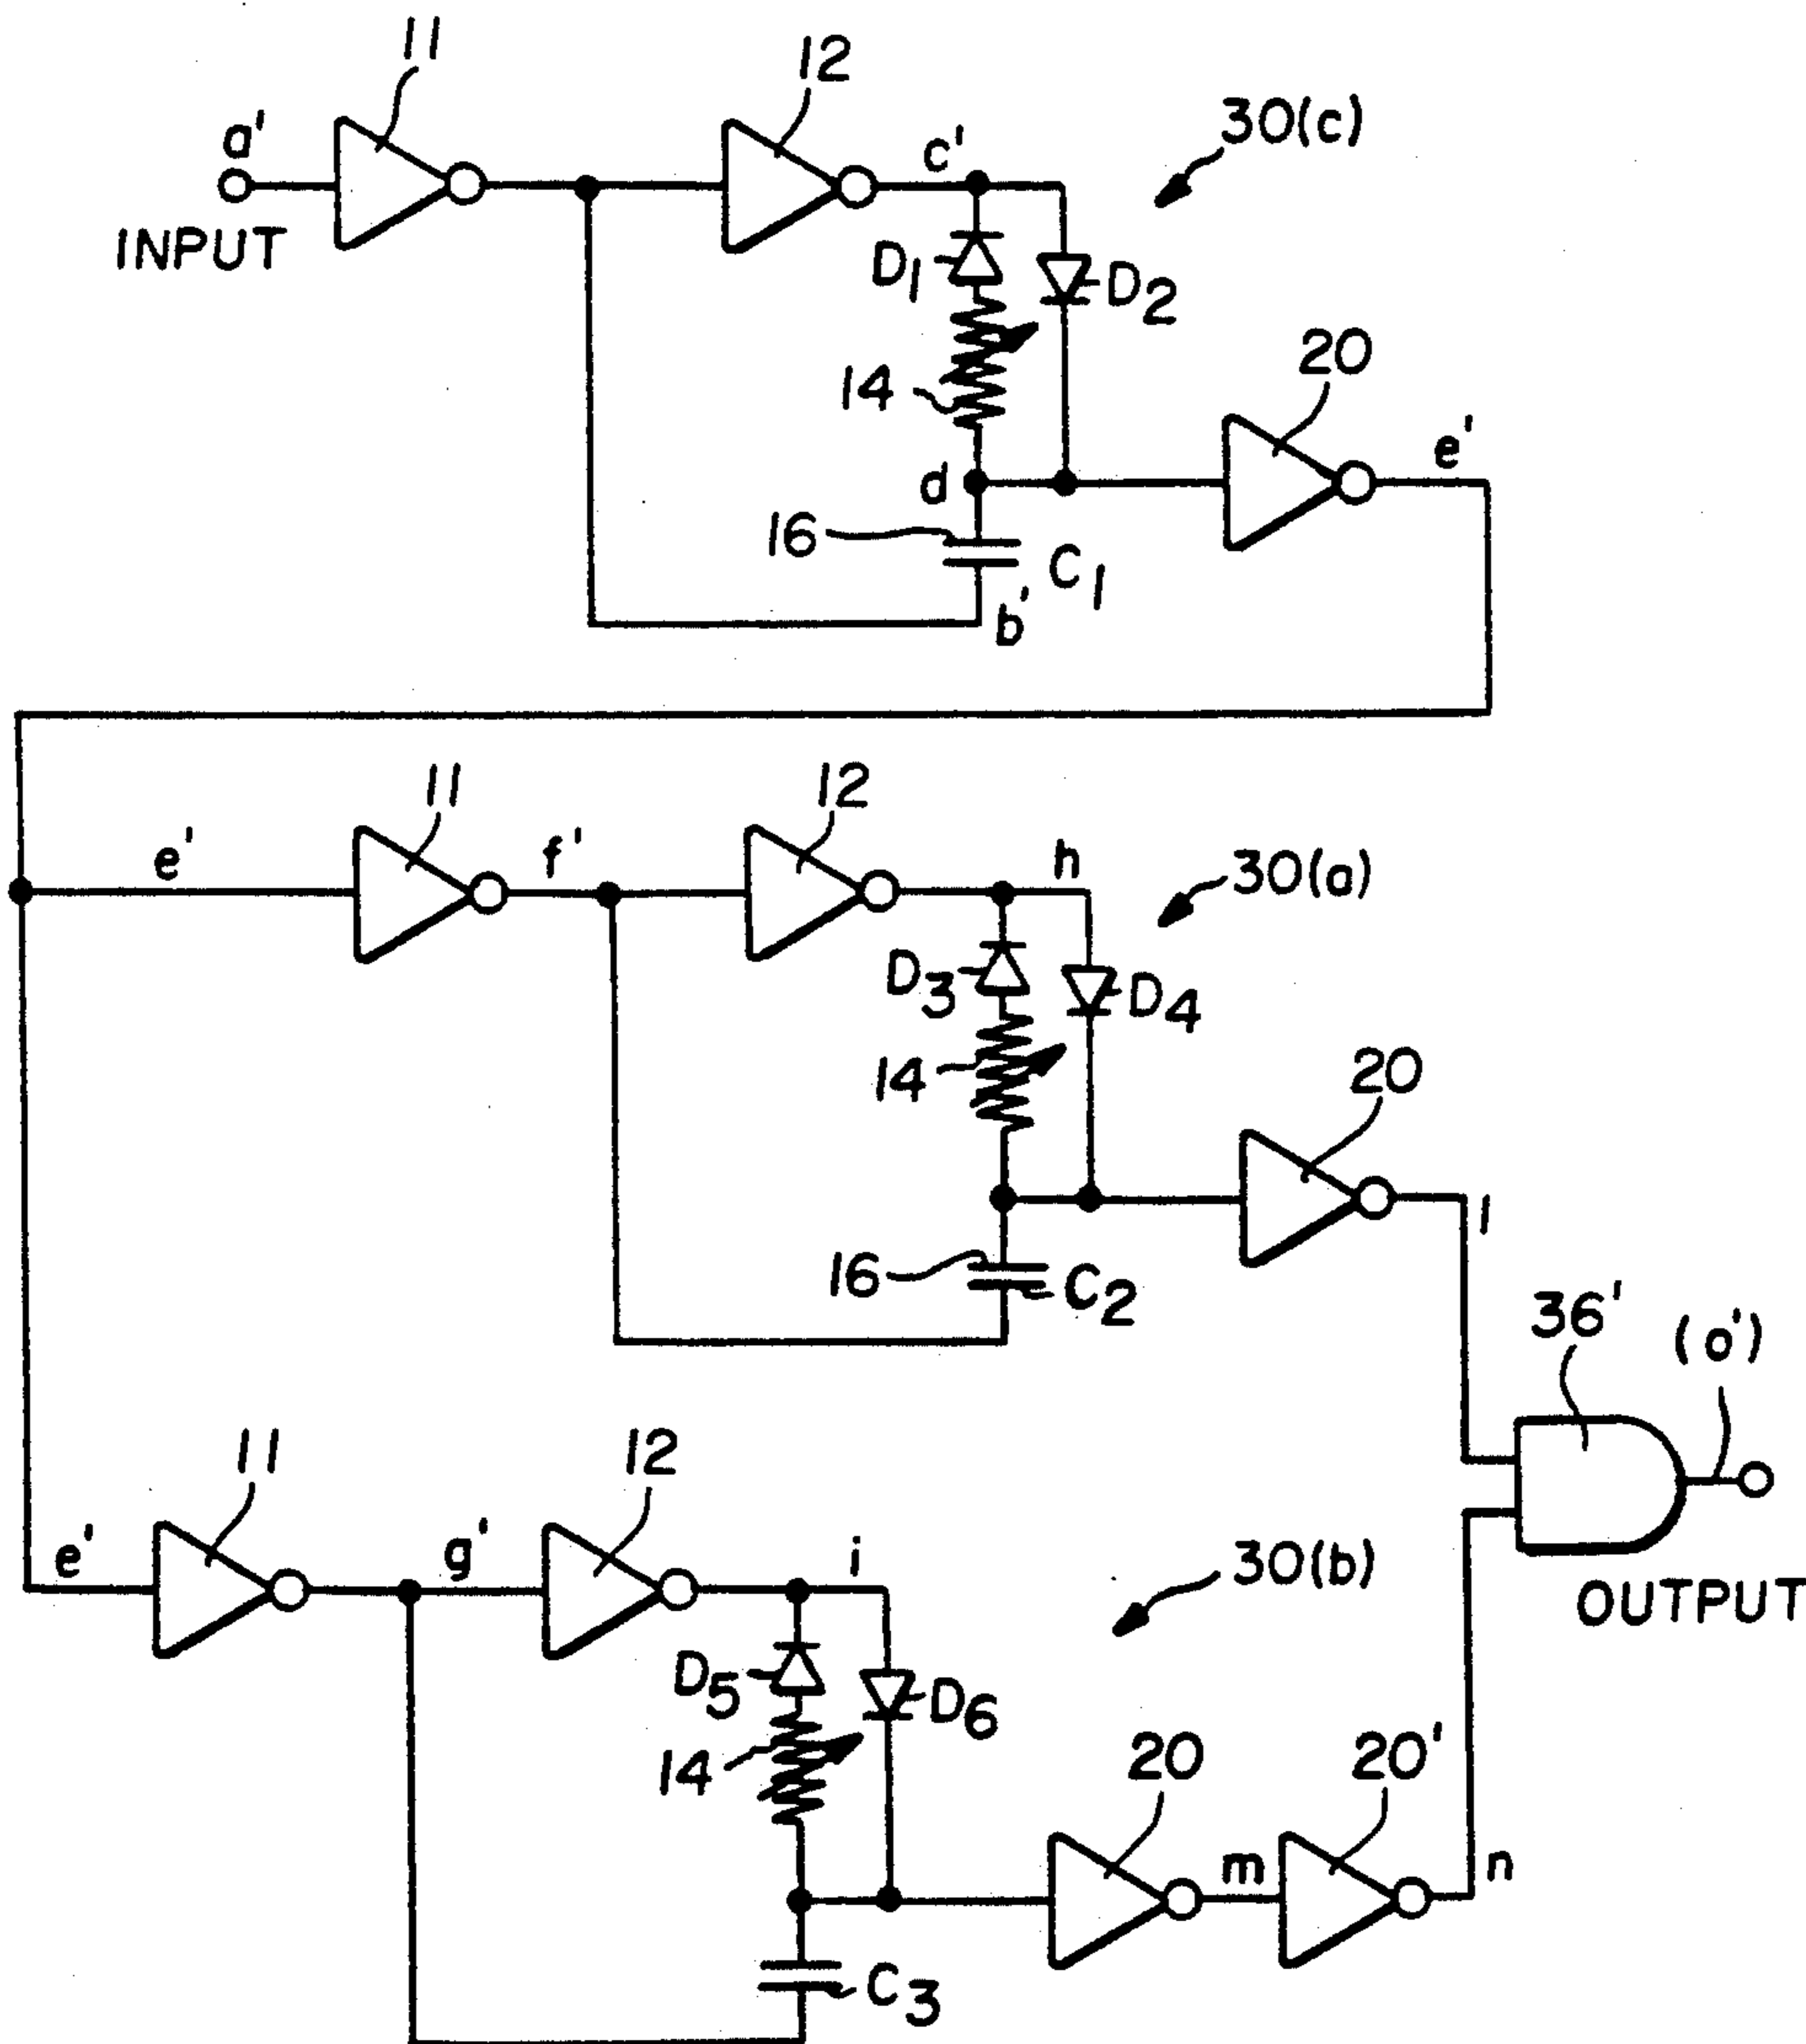 11
12
a'
c'
30(c)
INPUT
D1
D2
14
20
e'
d
16
C1
b'
11
12
e'
f'
h
30(a)
D3
D4
14
20
l
16
C2
36'
(o')
11
12
e'
g'
i
30(b)
OUTPUT
D5
D6
14
20
20'
m
n
C3